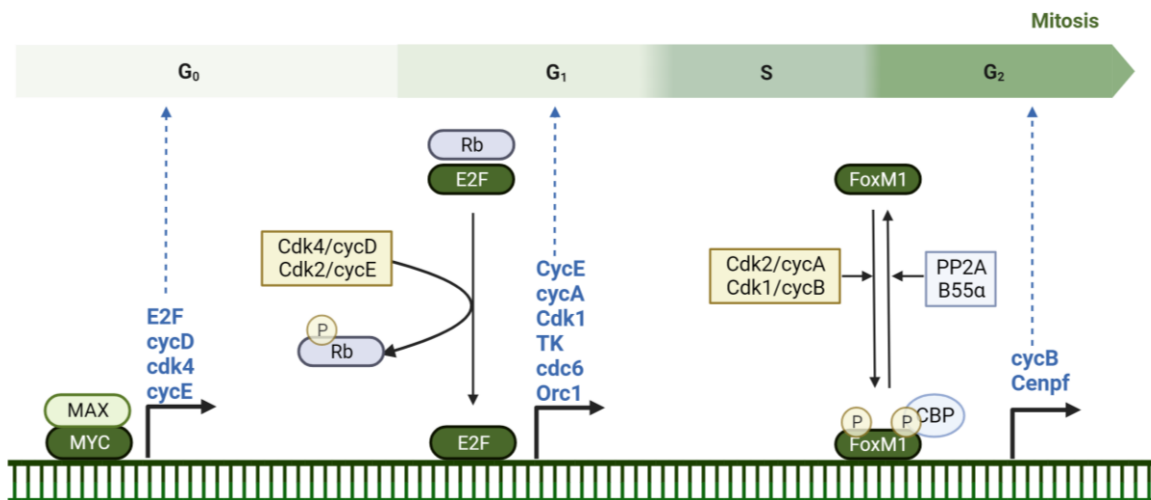 Mitosis
G₀
G₁
S
G₂
Rb
E2F
Cdk4/cycD
Cdk2/cycE
P
Rb
E2F
cycD
cdk4
cycE
MAX
MYC
CycE
cycA
Cdk1
TK
cdc6
Orc1
E2F
FoxM1
Cdk2/cycA
Cdk1/cycB
PP2A
B55α
P
P
CBP
FoxM1
cycB
Cenpf